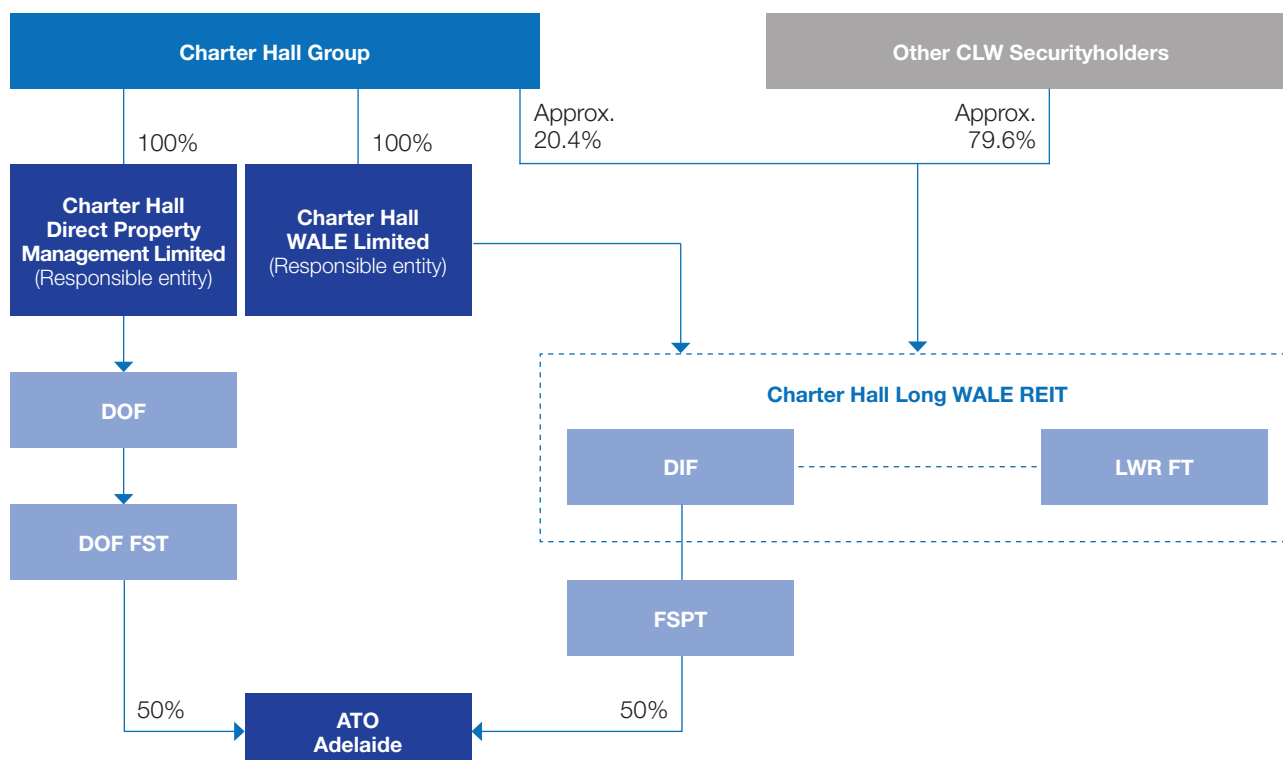 Charter Hall Group
Other CLW Securityholders
100%
100%
Approx.
20.4%
Approx.
79.6%
Charter Hall
Direct Property
Management Limited
(Responsible entity)
Charter Hall
WALE Limited
(Responsible entity)
Charter Hall Long WALE REIT
DOF
DIF
LWR FT
DOF FST
FSPT
50%
ATO
Adelaide
50%